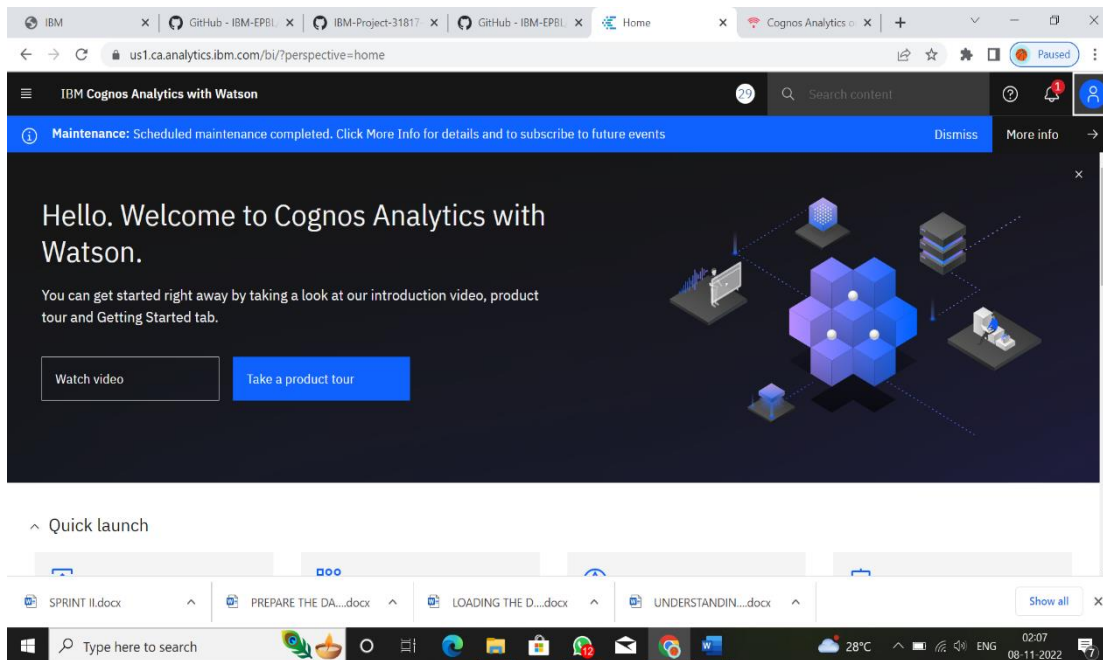 IBM
GitHub - IBM-EPBL
IBM-Project-31817-
GitHub - IBM-EPBL
Home
Cognos Analytics o
us1.ca.analytics.ibm.com/bi/?perspective=home
Paused
IBM Cognos Analytics with Watson
29
Search content
1
Maintenance: Scheduled maintenance completed. Click More Info for details and to subscribe to future events
Dismiss
More info
Hello. Welcome to Cognos Analytics with
Watson.
You can get started right away by taking a look at our introduction video, product
tour and Getting Started tab.
Watch video
Take a product tour
Quick launch
SPRINT II.docx
PREPARE THE DA....docx
LOADING THE D....docx
UNDERSTANDIN....docx
Show all
Type here to search
12
28°C
ENG
02:07
08-11-2022
7